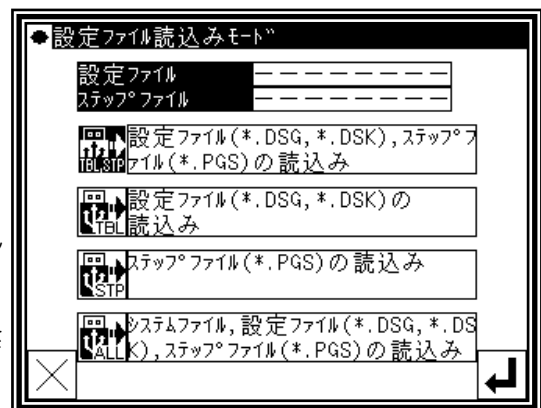 ●設定ﾌｧｲﾙ読込みﾓｰﾄﾞ
設定ﾌｧｲﾙ －－－－－－－－
ｽﾃｯﾌﾟﾌｧｲﾙ －－－－－－－－
TBL STP
設定ﾌｧｲﾙ(*.DSG,*.DSK),ｽﾃｯﾌﾟﾌ
ｧｲﾙ(*.PGS)の読込み
TBL
設定ﾌｧｲﾙ(*.DSG,*.DSK)の
読込み
STP
ｽﾃｯﾌﾟﾌｧｲﾙ(*.PGS)の読込み
ALL
ｼｽﾃﾑﾌｧｲﾙ,設定ﾌｧｲﾙ(*.DSG,*.DS
K),ｽﾃｯﾌﾟﾌｧｲﾙ(*.PGS)の読込み